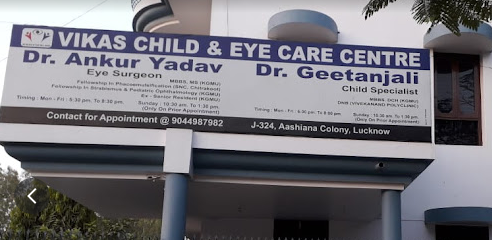 VIKAS CHILD & EYE CARE CENTRE
Dr. Ankur Yadav
Eye Surgeon
MBBS, MS (KGMU)
Fellowship in Phacoemulsification (SNC, Chitrakoot)
Fellowship in Strabismus & Pediatric Ophthalmology (KGMU)
Ex - Senior Resident (KGMU)
Timing : Mon - Fri : 6.30 pm. To 8:30 pm.
Sunday : 10:30 am. To 1.30 pm.
(Only On Prior Appointment)
Dr. Geetanjali
Child Specialist
MBBS, DCH (KGMU)
DNB (VIVEKANAND POLYCLINIC)
Timing : Mon - Fri : 6.30 pm. To 8:00 pm.
Sunday : 10:30 am. To 1.30 pm.
(Only On Prior Appointment)
Contact for Appointment @ 9044987982
J-324, Aashiana Colony, Lucknow